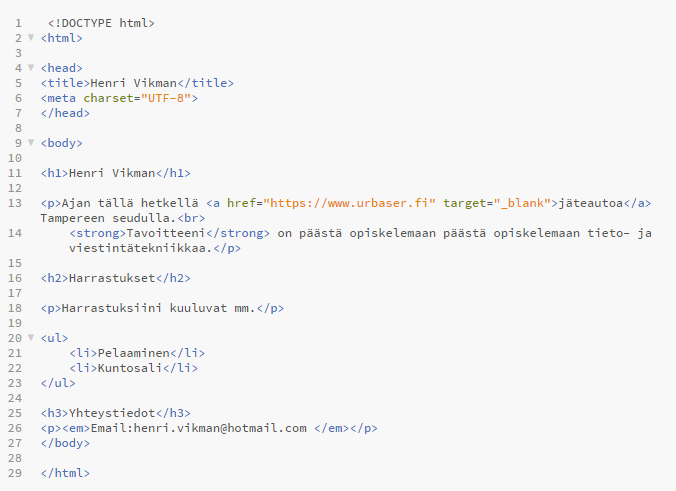 1 <!DOCTYPE html>
2 <html>
3
4 <head>
5 <title>Henri Vikman</title>
6 <meta charset="UTF-8">
7 </head>
8
9 <body>
10
11 <h1>Henri Vikman</h1>
12
13 <p>Ajan tällä hetkellä <a href="https://www.urbaser.fi" target="_blank">jäteautoa</a>
Tampereen seudulla.<br>
14 <strong>Tavoitteeni</strong> on päästä opiskelemaan päästä opiskelemaan tieto- ja
viestintätekniikkaa.</p>
15
16 <h2>Harrastukset</h2>
17
18 <p>Harrastuksiini kuuluvat mm.</p>
19
20 <ul>
21 <li>Pelaaminen</li>
22 <li>Kuntosali</li>
23 </ul>
24
25 <h3>Yhteystiedot</h3>
26 <p><em>Email:henri.vikman@hotmail.com </em></p>
27 </body>
28
29 </html>